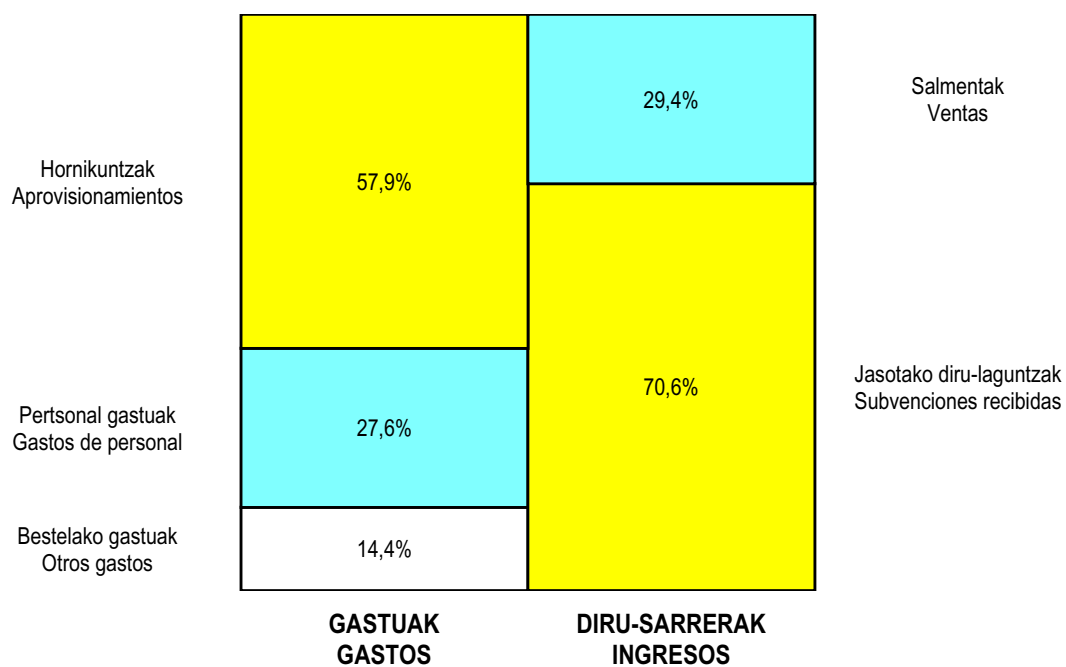 29,4%
Salmentak
Ventas
Hornikuntzak
Aprovisionamientos
57,9%
Jasotako diru-laguntzak
Subvenciones recibidas
70,6%
Pertsonal gastuak
Gastos de personal
27,6%
Bestelako gastuak
Otros gastos
14,4%
GASTUAK
GASTOS
DIRU-SARRERAK
INGRESOS